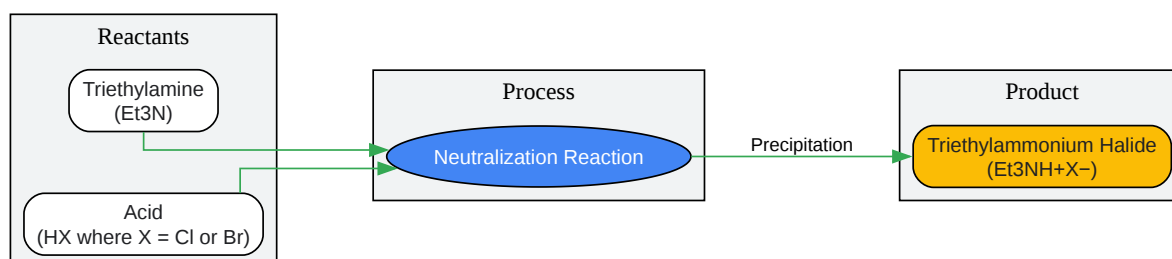 Reactants
Triethylamine
(Et3N)
Acid
(HX where X = Cl or Br)
Process
Neutralization Reaction
Precipitation
Product
Triethylammonium Halide
(Et3NH+X−)